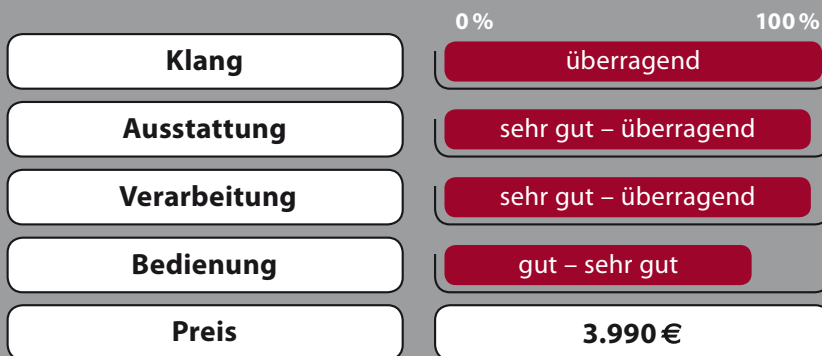 0 % 100 %
Klang überragend
Ausstattung sehr gut – überragend
Verarbeitung sehr gut – überragend
Bedienung gut – sehr gut
Preis 3.990 €